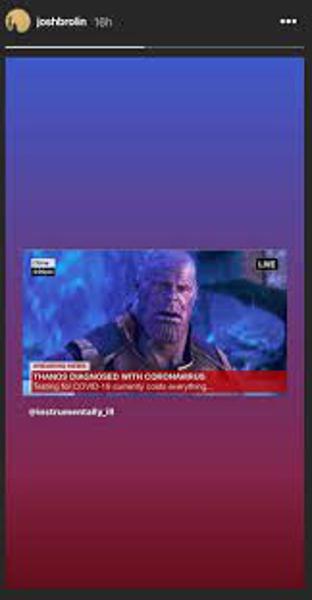 joshbrolin 16h
LIVE
BREAKING NEWS
THANOS DIAGNOSED WITH CORONAVIRUS
Testing for COVID-19 currently costs everything...
@instrumentally_ill